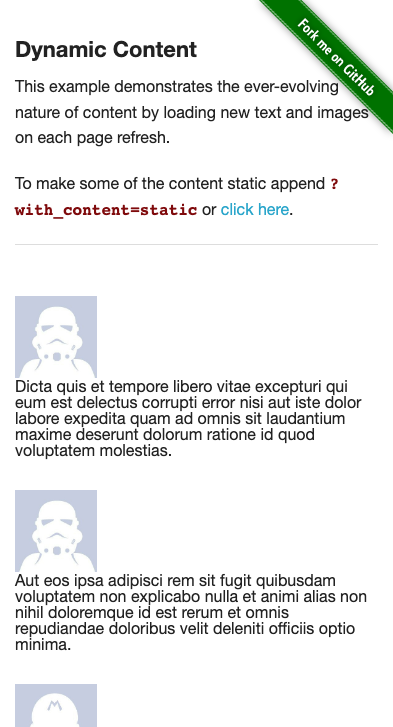 Fork me on GitHub
Dynamic Content
This example demonstrates the ever-evolving
nature of content by loading new text and images
on each page refresh.
To make some of the content static append ?
with_content=static or click here.
Dicta quis et tempore libero vitae excepturi qui
eum est delectus corrupti error nisi aut iste dolor
labore expedita quam ad omnis sit laudantium
maxime deserunt dolorum ratione id quod
voluptatem molestias.
Aut eos ipsa adipisci rem sit fugit quibusdam
voluptatem non explicabo nulla et animi alias non
nihil doloremque id est rerum et omnis
repudiandae doloribus velit deleniti officiis optio
minima.